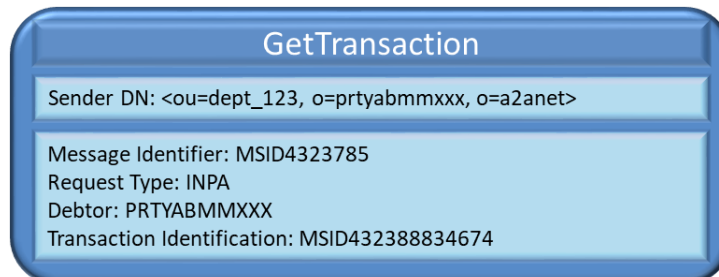 GetTransaction
Sender DN: <ou=dept_123, o=prtyabmmxxx, o=a2anet>
Message Identifier: MSID4323785
Request Type: INPA
Debtor: PRTYABMMXXX
Transaction Identification: MSID432388834674